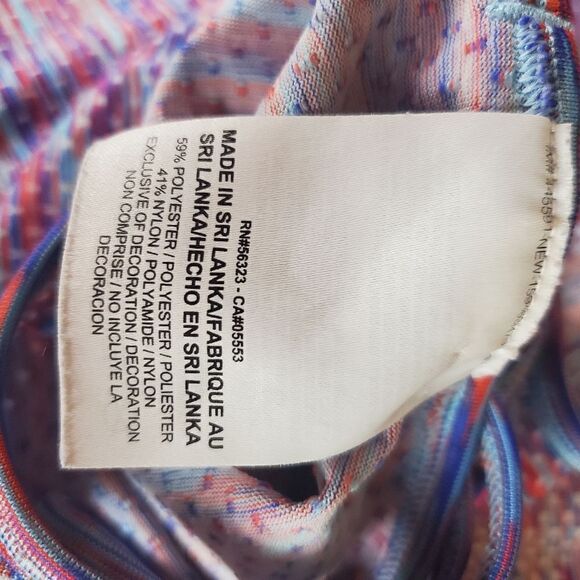 RN#56323 - CA#05553
MADE IN SRI LANKA/FABRIQUE AU
SRI LANKA/HECHO EN SRI LANKA
59% POLYESTER / POLYESTER / POLIESTER
41% NYLON / POLYAMIDE / NYLON
EXCLUSIVE OF DECORATION / DECORATION
NON COMPRISE / NO INCLUYE LA
DECORACION
NEW